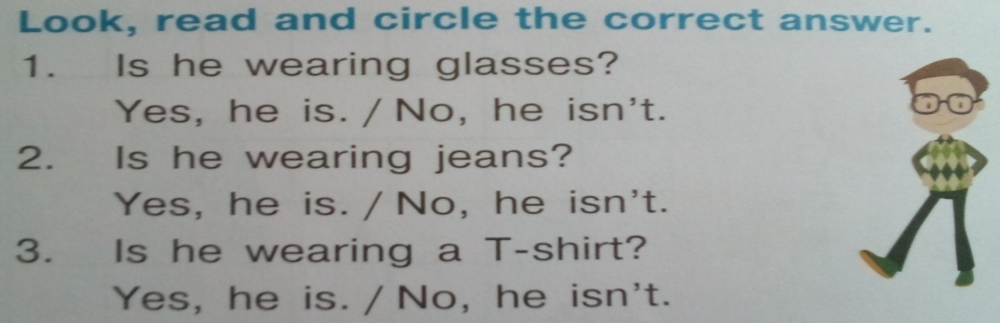 Look, read and circle the correct answer.
1. Is he wearing glasses?
Yes, he is. / No, he isn't.
2. Is he wearing jeans?
Yes, he is. / No, he isn't.
3. Is he wearing a T-shirt?
Yes, he is. / No, he isn't.